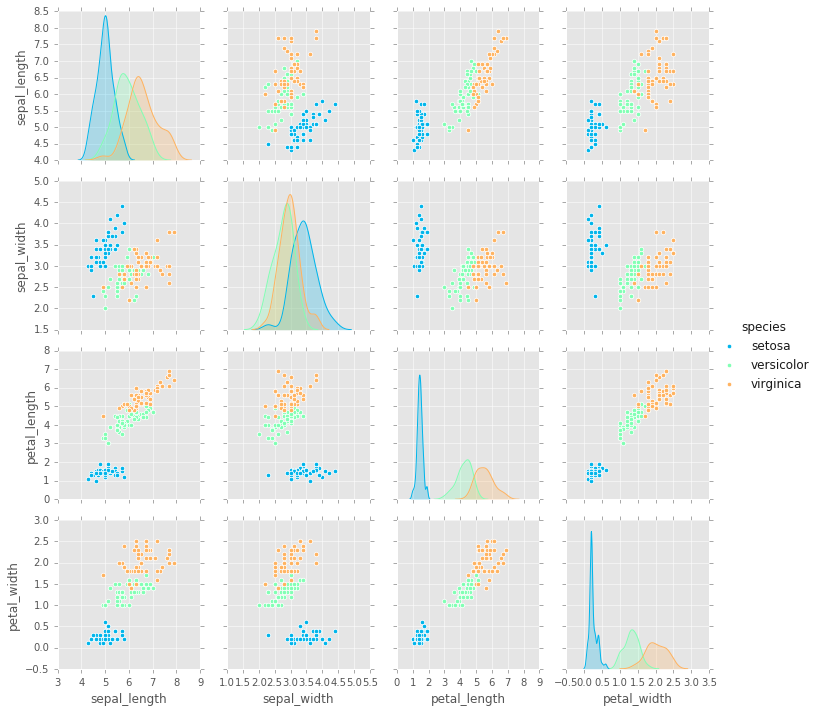 8.5
8.0
7.5
7.0
6.5
6.0
5.5
5.0
4.5
4.0
sepal_length
5.0
4.5
4.0
3.5
3.0
2.5
2.0
1.5
sepal_width
species
setosa
versicolor
virginica
8
7
6
5
4
3
2
1
0
petal_length
3.0
2.5
2.0
1.5
1.0
0.5
0.0
−0.5
petal_width
3 4 5 6 7 8 9
sepal_length
1.0 1.5 2.0 2.5 3.0 3.5 4.0 4.5 5.0 5.5
sepal_width
0 1 2 3 4 5 6 7 8 9
petal_length
−0.5 0.0 0.5 1.0 1.5 2.0 2.5 3.0 3.5
petal_width